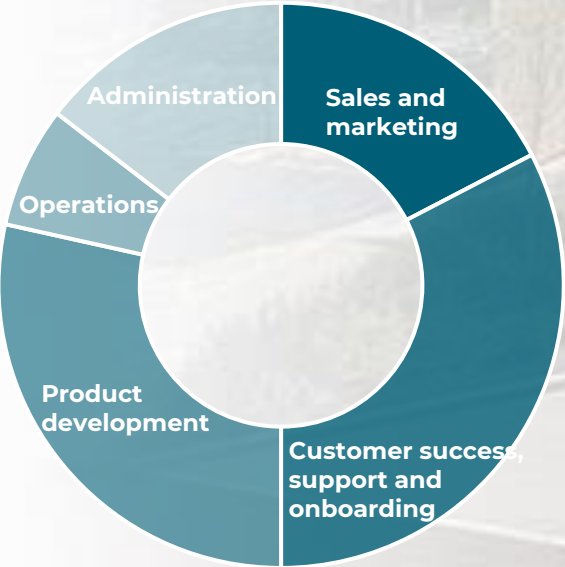 Administration
Sales and
marketing
Operations
Product
development
Customer success,
support and
onboarding